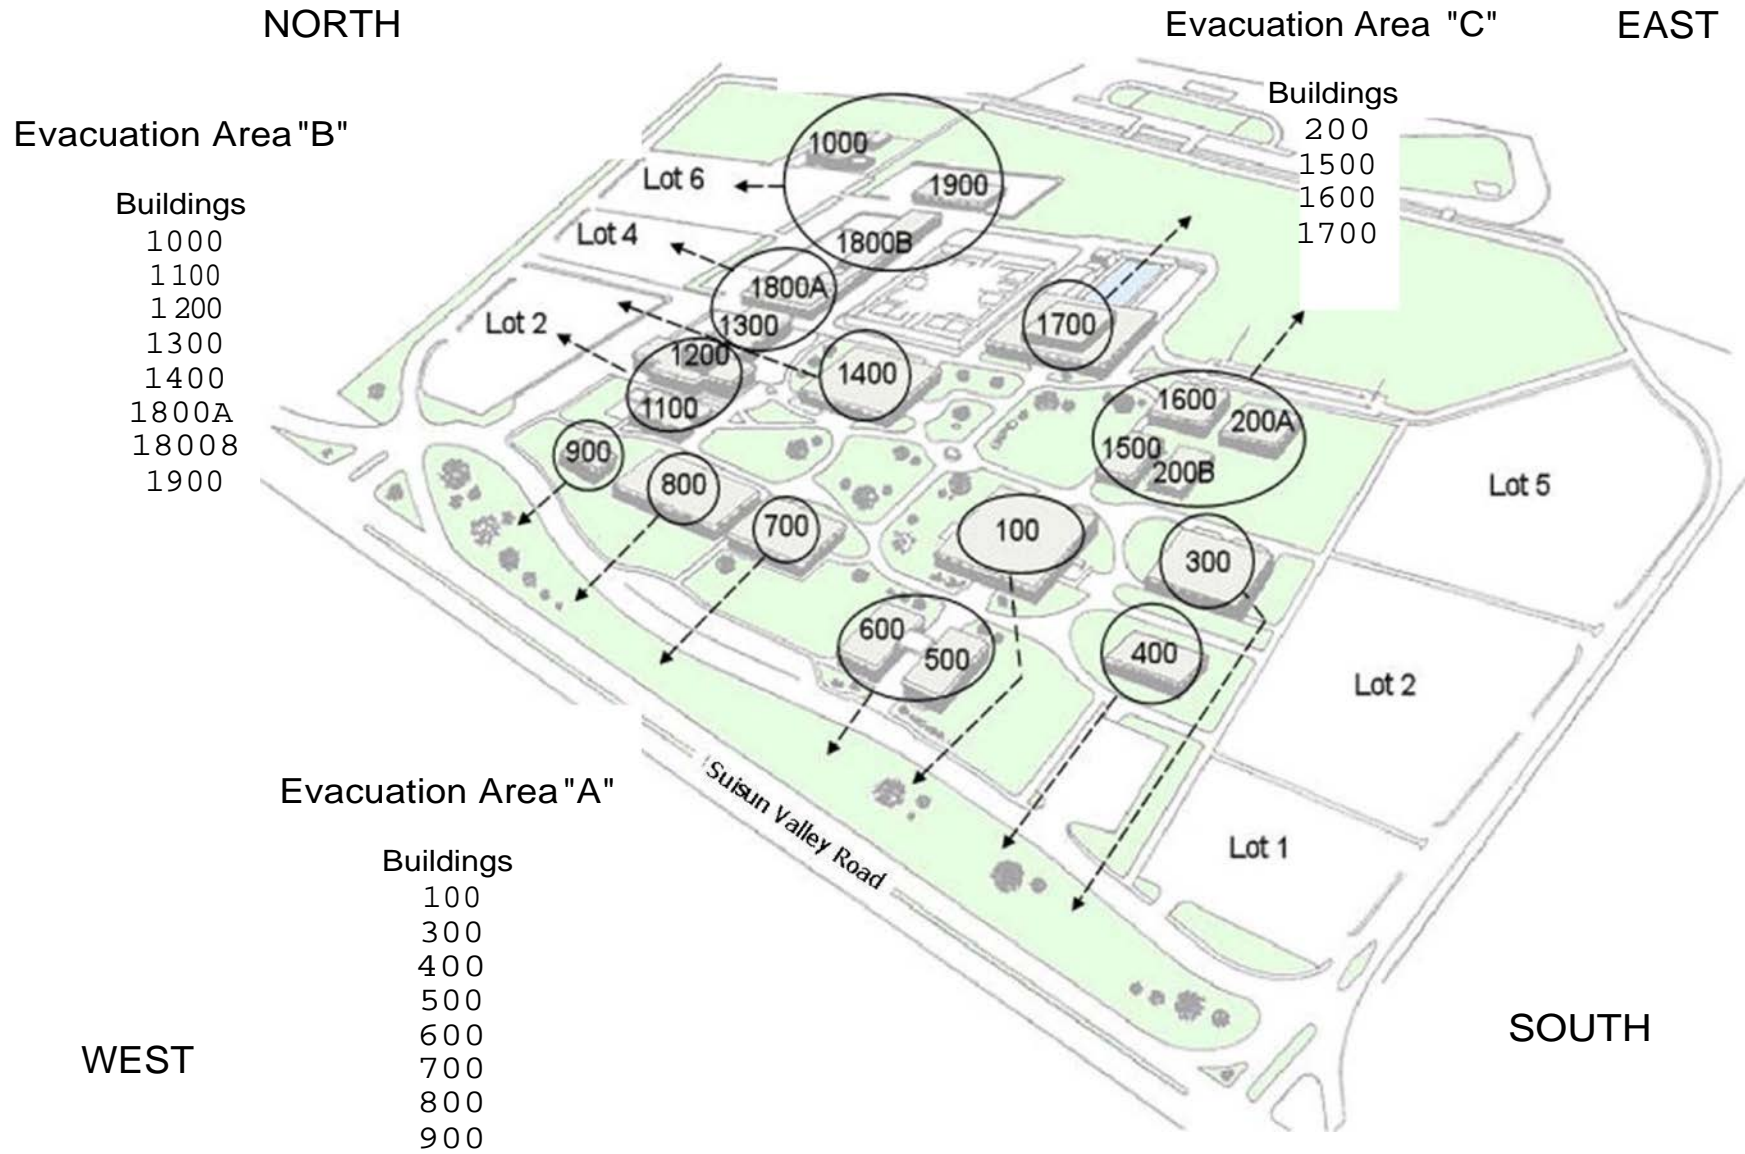 NORTH
Evacuation Area "C"
EAST
Buildings
200
1500
1600
1700
Evacuation Area "B"
Buildings
1000
1100
1200
1300
1400
1800A
18008
1900
1000
1900
Lot 6
Lot 4
1800B
1800A
Lot 2
1300
1700
1200
1400
1100
1600
200A
900
1500
200B
800
Lot 5
700
100
300
600
500
400
Lot 2
Suisun Valley Road
Lot 1
Evacuation Area "A"
Buildings
100
300
400
500
600
700
800
900
WEST
SOUTH